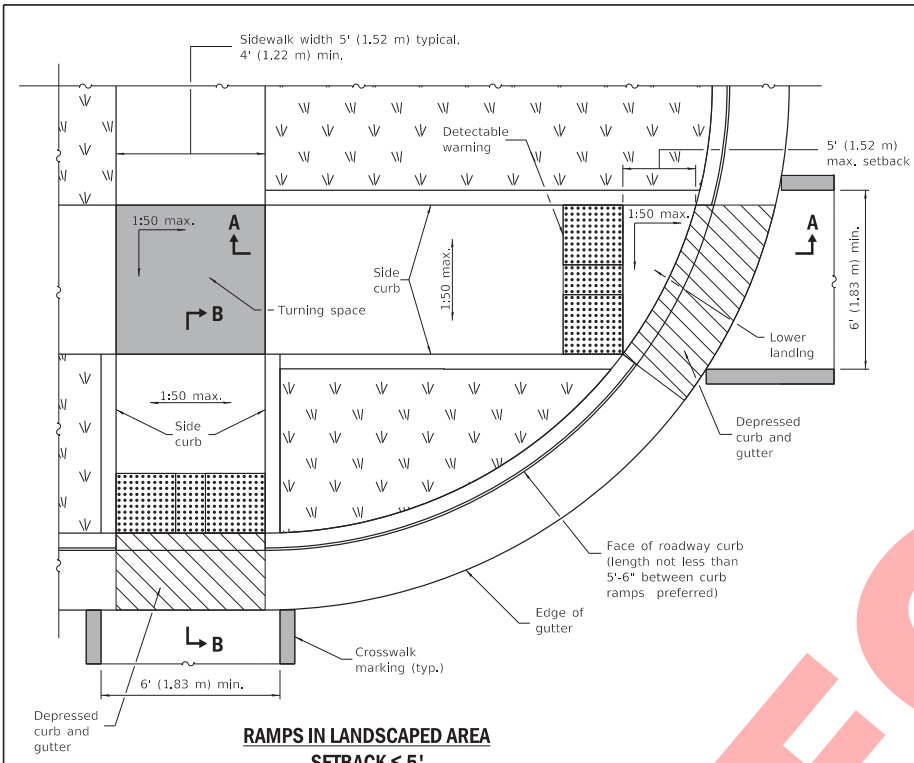 Sidewalk width 5' (1.52 m) typical,
4' (1.22 m) min.
Detectable
warning
5' (1.52 m)
max. setback
1:50 max.
A
1:50 max.
A
Side
curb
1:50 max.
6' (1.83 m) min.
B
Turning space
Lower
landing
1:50 max.
Side
curb
Depressed
curb and
gutter
Face of roadway curb
(length not less than
5'-6" between curb
ramps preferred)
Edge of
gutter
B
Crosswalk
marking (typ.)
6' (1.83 m) min.
Depressed
curb and
gutter
RAMPS IN LANDSCAPED AREA
SETBACK < 5'